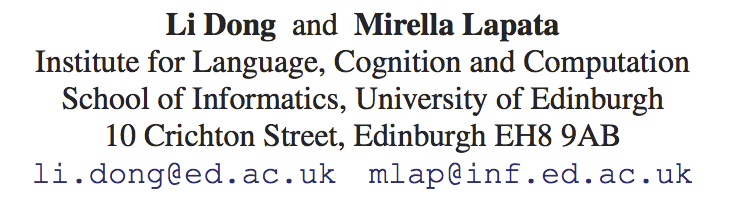 Li Dong and Mirella Lapata
Institute for Language, Cognition and Computation
School of Informatics, University of Edinburgh
10 Crichton Street, Edinburgh EH8 9AB
li.dong@ed.ac.uk mlap@inf.ed.ac.uk